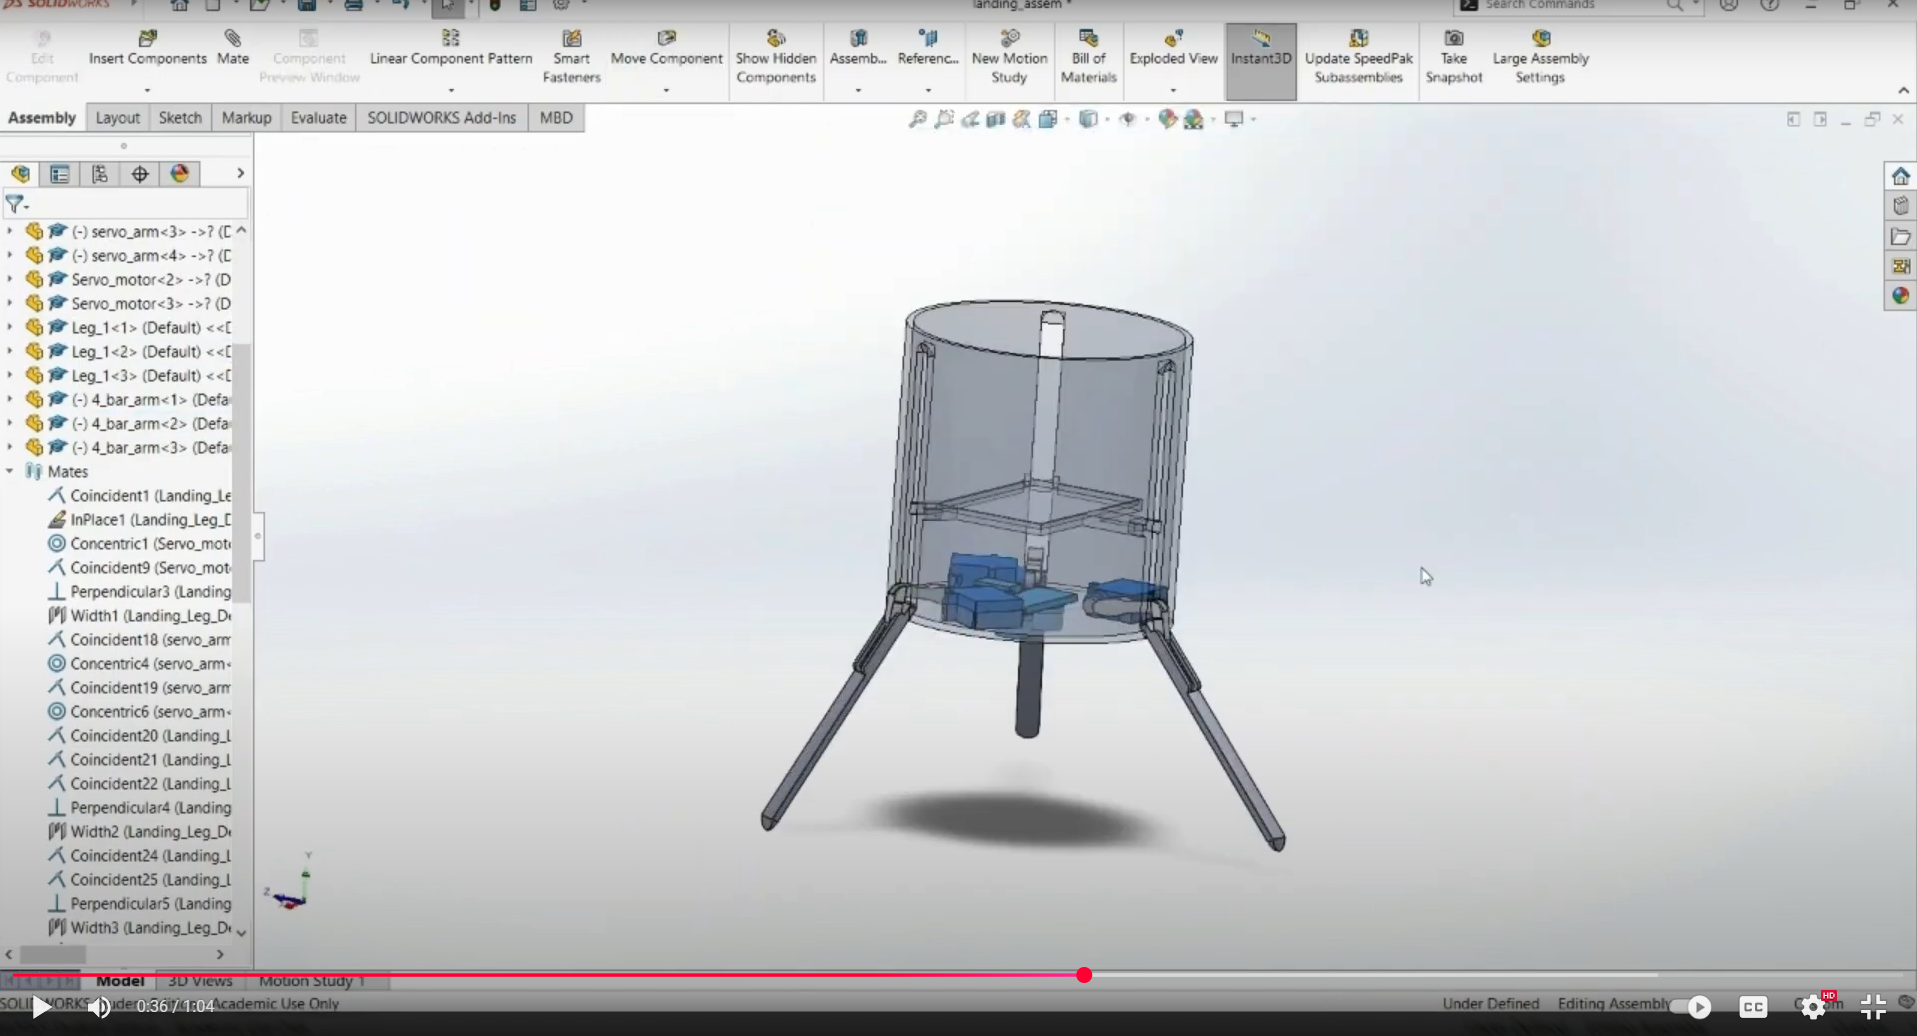 SOLIDWORKS
landing_assem *
Search Commands
Edit Component
Insert Components
Mate
Component Preview Window
Linear Component Pattern
Smart Fasteners
Move Component
Show Hidden Components
Assemb...
Referenc...
New Motion Study
Bill of Materials
Exploded View
Instant3D
Update SpeedPak Subassemblies
Take Snapshot
Large Assembly Settings
Assembly
Layout
Sketch
Markup
Evaluate
SOLIDWORKS Add-Ins
MBD
(-) servo_arm<3> ->? (D
(-) servo_arm<4> ->? (D
Servo_motor<2> ->? (D
Servo_motor<3> ->? (D
Leg_1<1> (Default) <<D
Leg_1<2> (Default) <<D
Leg_1<3> (Default) <<D
(-) 4_bar_arm<1> (Defa
(-) 4_bar_arm<2> (Defa
(-) 4_bar_arm<3> (Defa
Mates
Coincident1 (Landing_Le
InPlace1 (Landing_Leg_D
Concentric1 (Servo_moto
Coincident9 (Servo_mot
Perpendicular3 (Landing
Width1 (Landing_Leg_De
Coincident18 (servo_arm
Concentric4 (servo_arm<
Coincident19 (servo_arm
Concentric6 (servo_arm<
Coincident20 (Landing_L
Coincident21 (Landing_L
Coincident22 (Landing_L
Perpendicular4 (Landing
Width2 (Landing_Leg_De
Coincident24 (Landing_L
Coincident25 (Landing_L
Perpendicular5 (Landing
Width3 (Landing_Leg_De
Y
Z
Model
3D Views
Motion Study 1
Academic Use Only
0:36 / 1:04
Under Defined
Editing Assembly
CC
HD